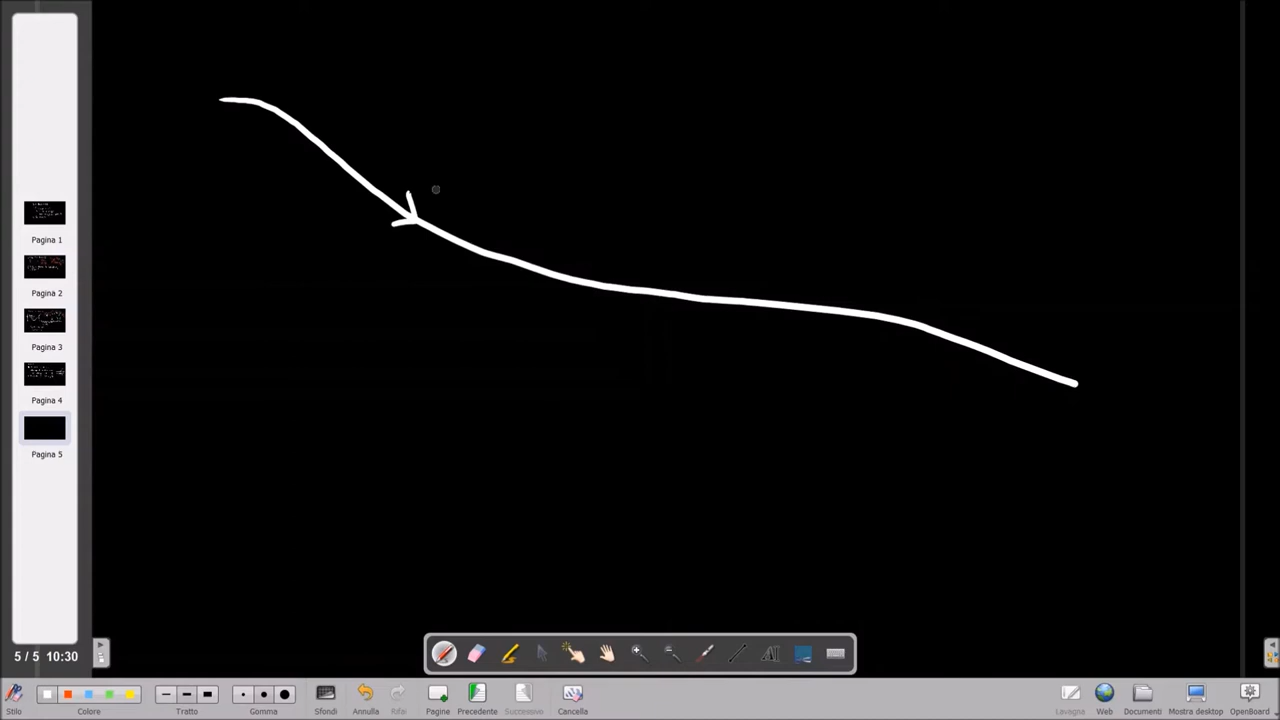 Pagina 1
Pagina 2
Pagina 3
Pagina 4
Pagina 5
5 / 5 10:30
Stilo
Colore
Tratto
Gomma
Sfondi
Annulla
Rifai
Pagine
Precedente
Successivo
Cancella
Lavagna
Web
Documenti
Mostra desktop
OpenBoard